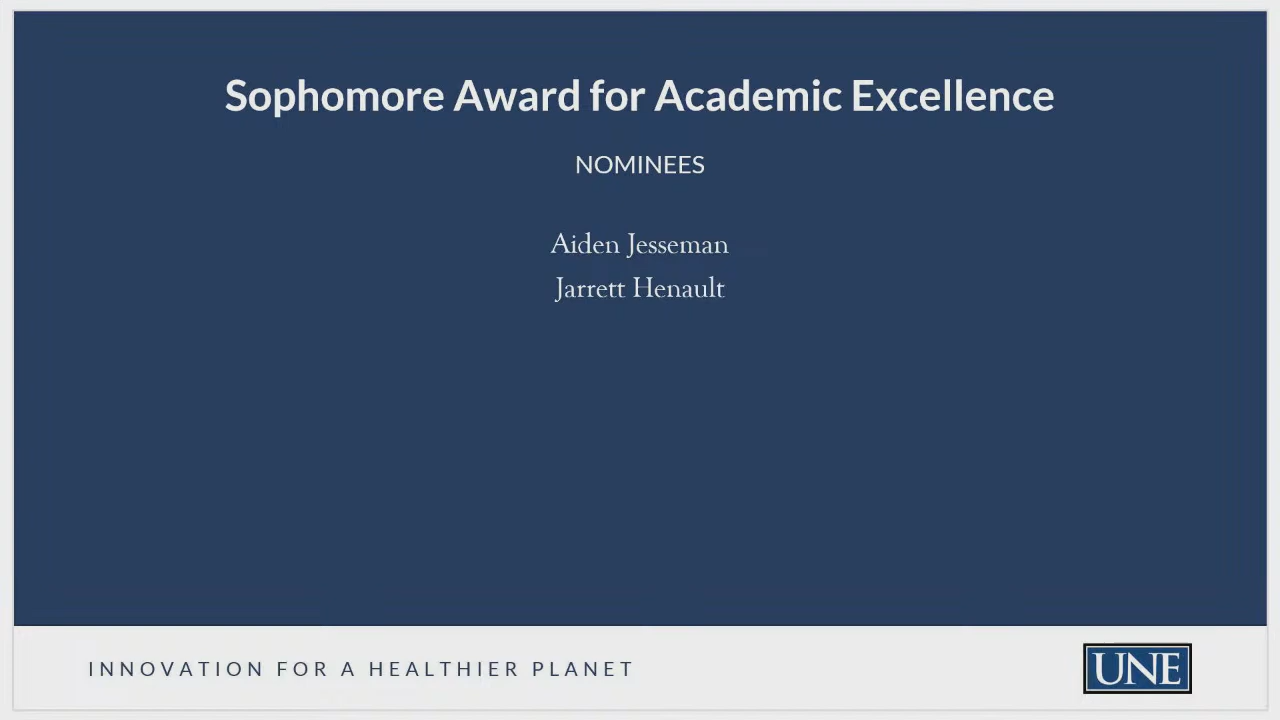 Sophomore Award for Academic Excellence
NOMINEES
Aiden Jesseman
Jarrett Henault
INNOVATION FOR A HEALTHIER PLANET
UNE